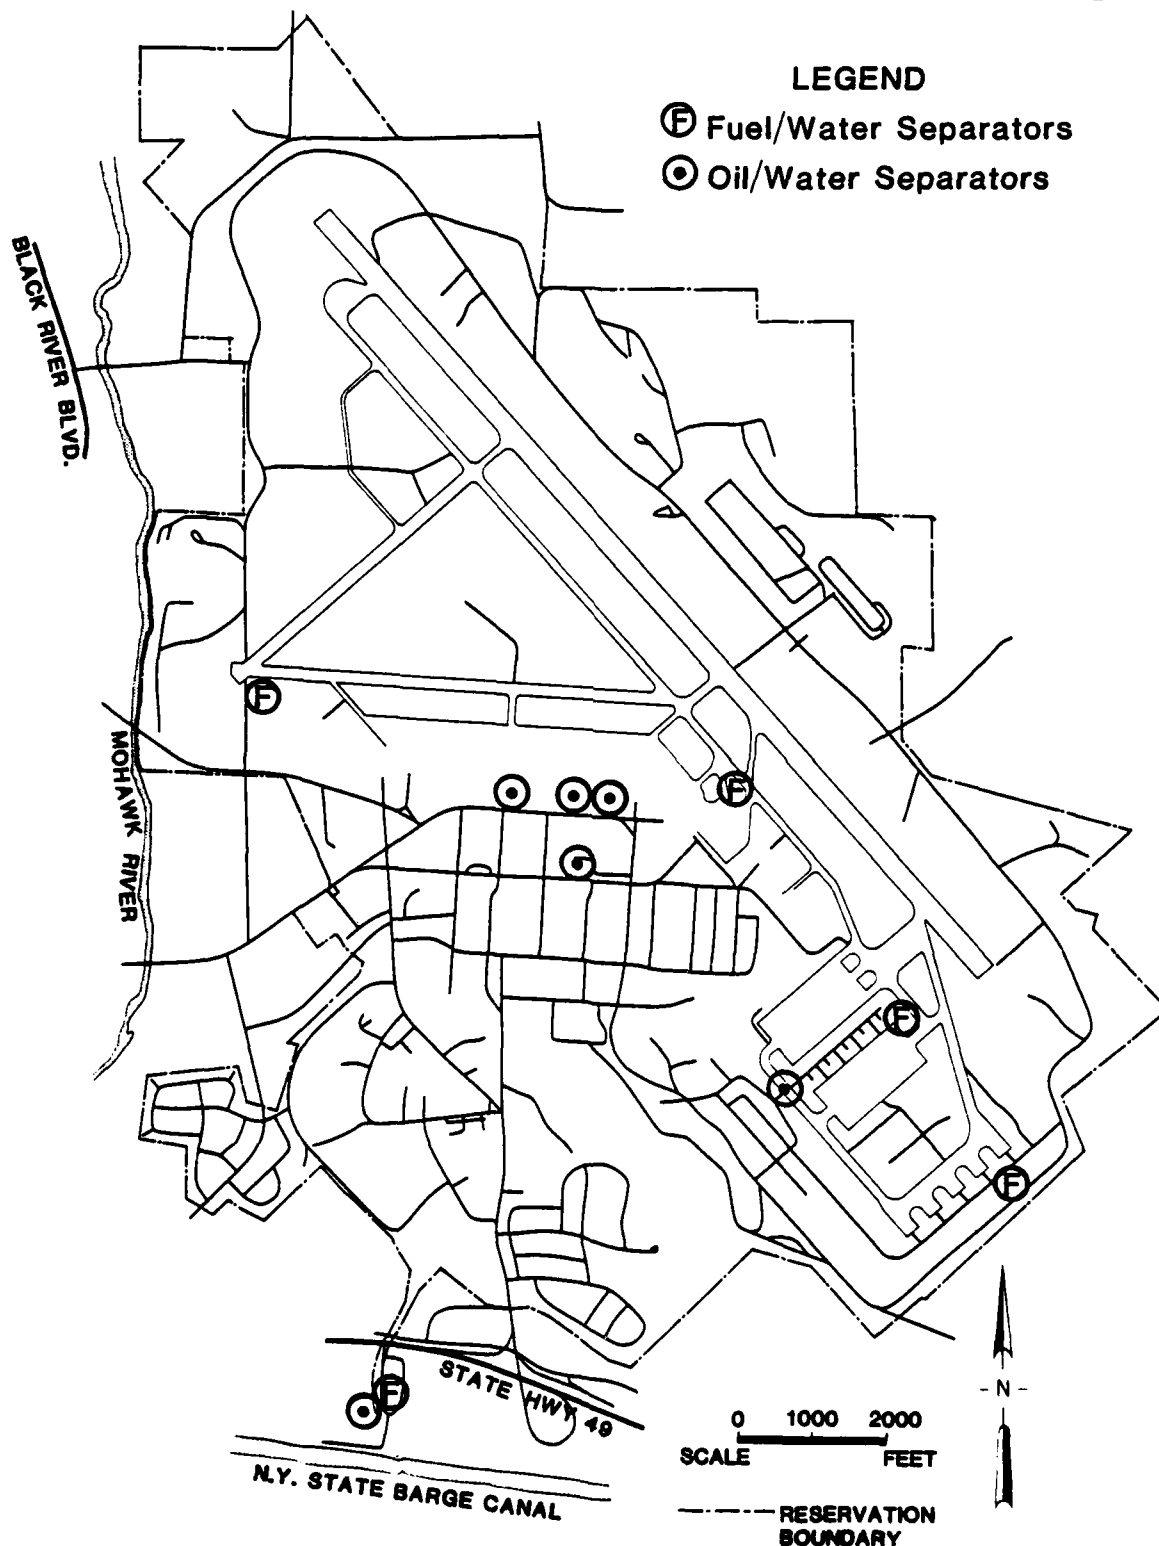 LEGEND
F Fuel/Water Separators
Oil/Water Separators
BLACK RIVER BLVD.
MOHAWK RIVER
F
F
F
F
F
STATE HWY 49
N.Y. STATE BARGE CANAL
- N -
0 1000 2000
SCALE FEET
RESERVATION
BOUNDARY